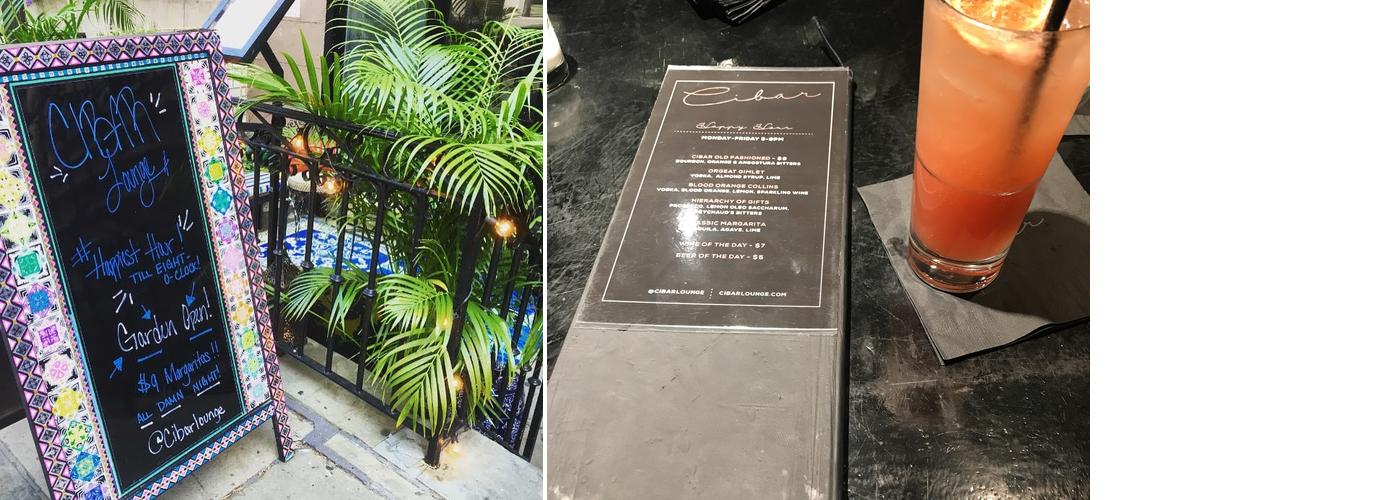 CIBAR
Lounge
#Happiest Hour!
TILL EIGHT-
O-CLOCK!
Garden Open!
$9 Margaritas!!
ALL DAMN NIGHT!
@Cibarlounge
Cibar
Happy Hour
MONDAY-FRIDAY 5-8PM
CIBAR OLD FASHIONED - $9
BOURBON, ORANGE & ANGOSTURA BITTERS
ORGEAT GIMLET
VODKA, ALMOND SYRUP, LIME
BLOOD ORANGE COLLINS
VODKA, BLOOD ORANGE, LEMON, SPARKLING WINE
HIERARCHY OF GIFTS
PROSECCO, LEMON OLEO SACCHARUM,
PEYCHAUD'S BITTERS
CLASSIC MARGARITA
TEQUILA, AGAVE, LIME
WINE OF THE DAY - $7
BEER OF THE DAY - $5
@CIBARLOUNGE CIBARLOUNGE.COM